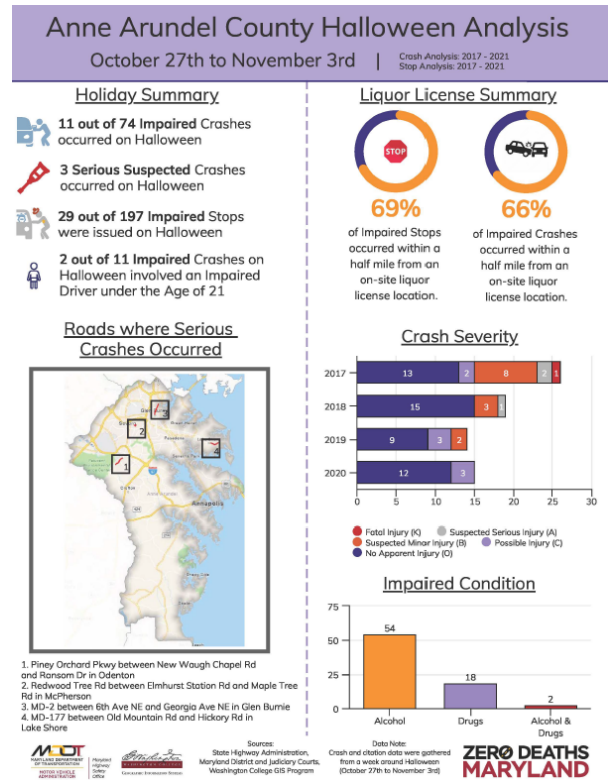 Anne Arundel County Halloween Analysis
October 27th to November 3rd | Crash Analysis: 2017 - 2021
Stop Analysis: 2017 - 2021
Holiday Summary
11 out of 74 Impaired Crashes
occurred on Halloween
3 Serious Suspected Crashes
occurred on Halloween
29 out of 197 Impaired Stops
were issued on Halloween
2 out of 11 Impaired Crashes on
Halloween involved an Impaired
Driver under the Age of 21
Liquor License Summary
STOP
69%
of Impaired Stops
occurred within a
half mile from an
on-site liquor
license location.
66%
of Impaired Crashes
occurred within a
half mile from an
on-site liquor
license location.
Roads where Serious
Crashes Occurred
3
2
4
1
Annapolis
1. Piney Orchard Pkwy between New Waugh Chapel Rd
and Ransom Dr in Odenton
2. Redwood Tree Rd between Elmhurst Station Rd and Maple Tree
Rd in McPherson
3. MD-2 between 6th Ave NE and Georgia Ave NE in Glen Burnie
4. MD-177 between Old Mountain Rd and Hickory Rd in
Lake Shore
Crash Severity
2017 13 2 8 2 1
2018 15 3 1
2019 9 3 2
2020 12 3
0 5 10 15 20 25 30
Fatal Injury (K) Suspected Serious Injury (A)
Suspected Minor Injury (B) Possible Injury (C)
No Apparent Injury (O)
Impaired Condition
75
50
25
0
54
18
2
Alcohol Drugs Alcohol &
Drugs
MDOT
MARYLAND DEPARTMENT
OF TRANSPORTATION
MOTOR VEHICLE
ADMINISTRATION
Maryland
Highway
Safety
Office
Washington
WASHINGTON COLLEGE
GEOGRAPHIC INFORMATION SYSTEMS
Sources:
State Highway Administration,
Maryland District and Judiciary Courts,
Washington College GIS Program
Data Note:
Crash and citation data were gathered
from a week around Halloween
(October 27th to November 3rd)
ZERO DEATHS
MARYLAND